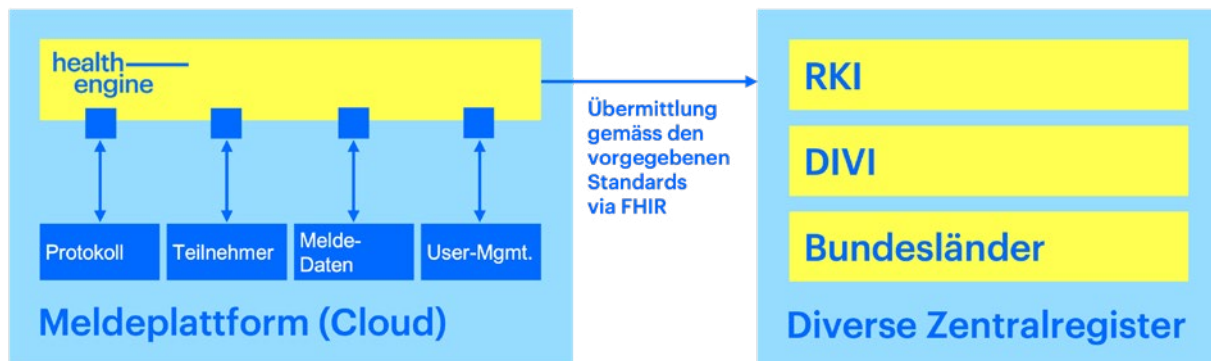 health
engine
Protokoll
Teilnehmer
Melde-
Daten
User-Mgmt.
Meldeplattform (Cloud)
Übermittlung
gemäss den
vorgegebenen
Standards
via FHIR
RKI
DIVI
Bundesländer
Diverse Zentralregister